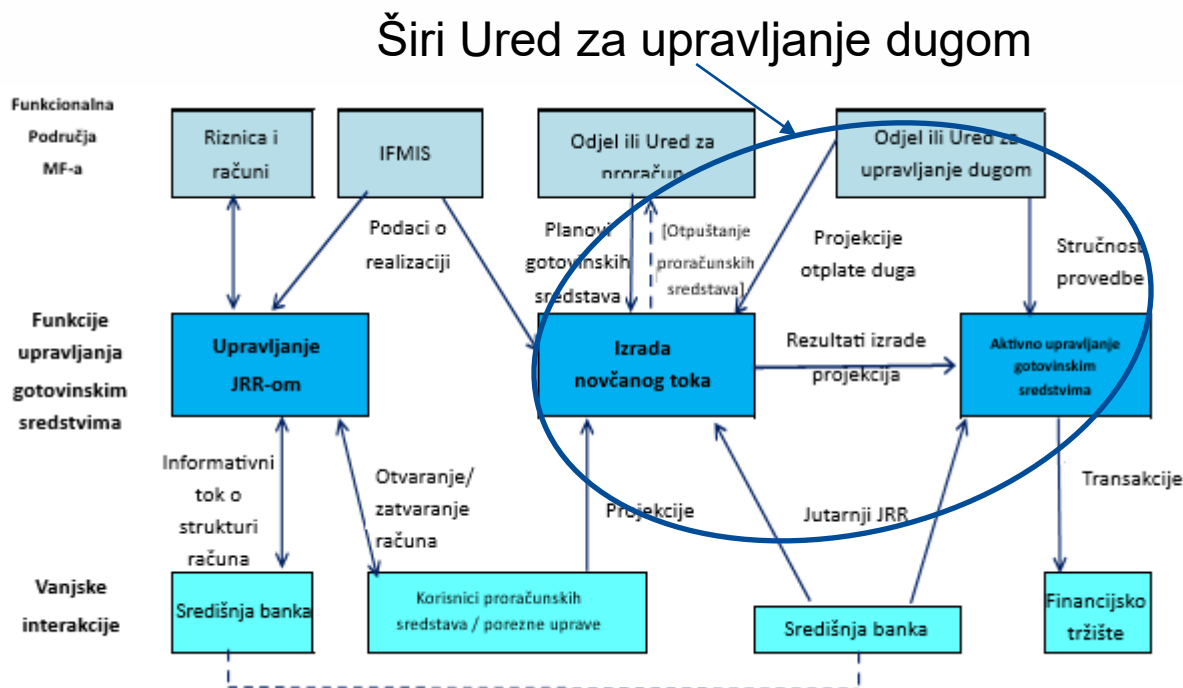 Širi Ured za upravljanje dugom
Funkcionalna
Područja
MF-a
Riznica i
računi
IFMIS
Odjel ili Ured za
proračun
Odjel ili Ured za
upravljanje dugom
Podaci o
realizaciji
Planovi
gotovinskih
sredstava
[Otpuštanje
proračunskih
sredstava]
Projekcije
otplate duga
Stručnost
provedbe
Funkcije
upravljanja
gotovinskim
sredstvima
Upravljanje
JRR-om
Izrada
novčanog toka
Rezultati izrade
projekcija
Aktivno upravljanje
gotovinskim
sredstvima
Informativni
tok o
strukturi
računa
Otvaranje/
zatvaranje
računa
Projekcije
Jutarnji JRR
Transakcije
Vanjske
interakcije
Središnja banka
Korisnici proračunskih
sredstava / porezne uprave
Središnja banka
Financijsko
tržište